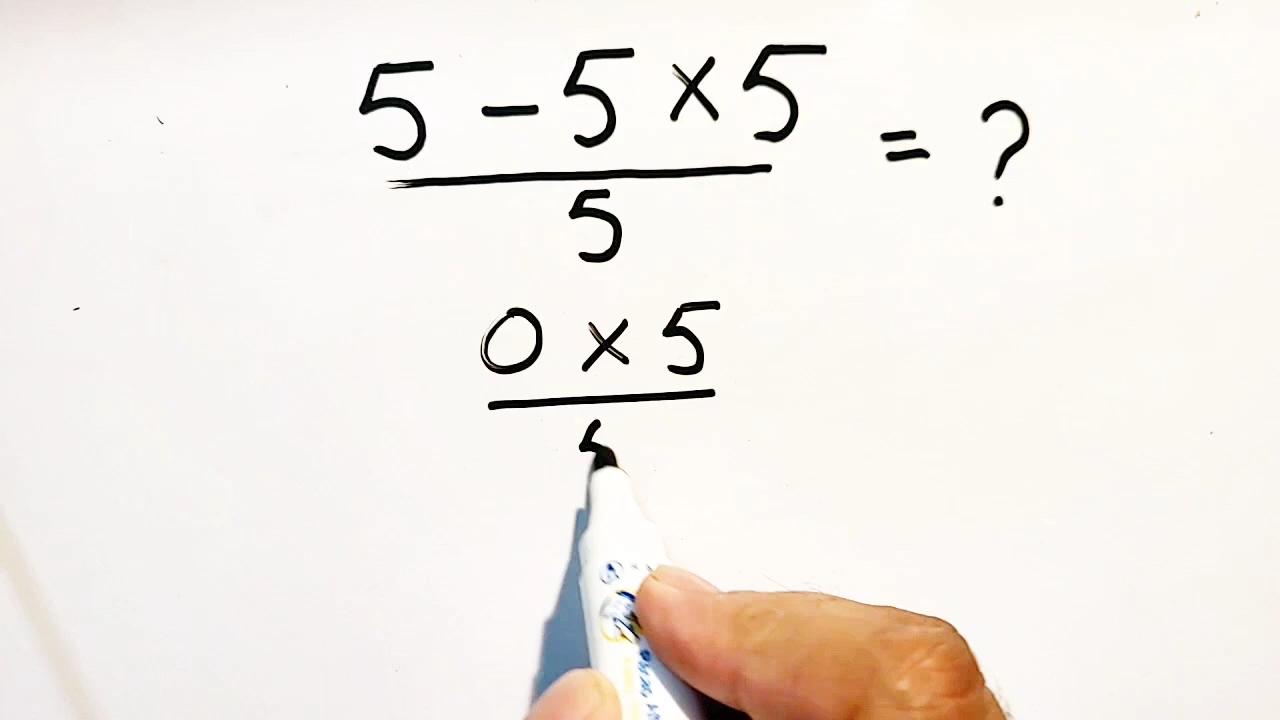 5 - 5 × 5
5
= ?
0 × 5